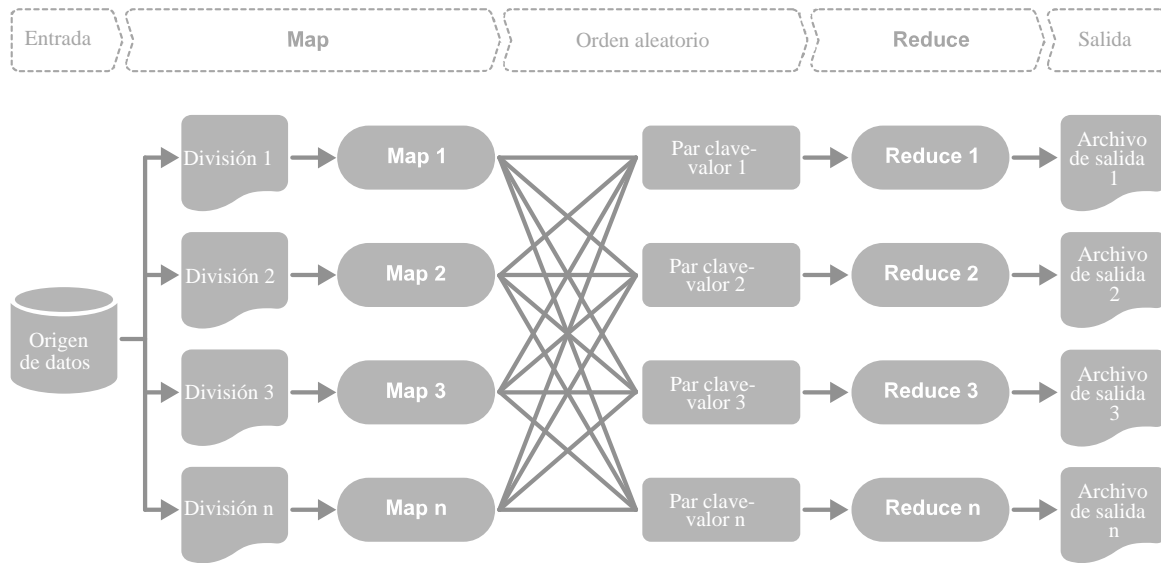 Entrada
Map
Orden aleatorio
Reduce
Salida
División 1
Map 1
Par clave-
valor 1
Reduce 1
Archivo
de salida
1
División 2
Map 2
Par clave-
valor 2
Reduce 2
Archivo
de salida
2
Origen
de datos
División 3
Map 3
Par clave-
valor 3
Reduce 3
Archivo
de salida
3
División n
Map n
Par clave-
valor n
Reduce n
Archivo
de salida
n